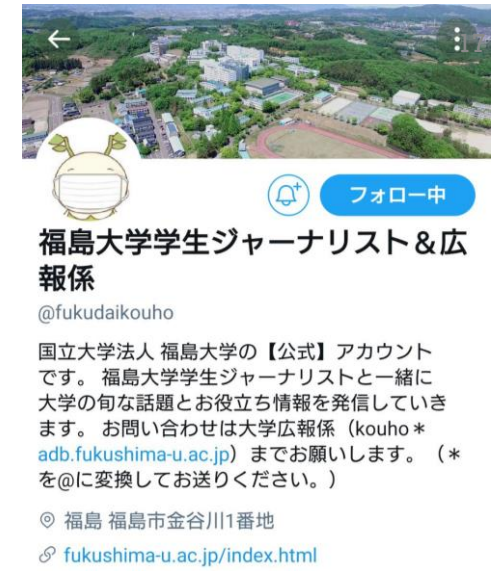 福島大学学生ジャーナリスト＆広
報係
フォロー中
@fukudaikouho
国立大学法人 福島大学の【公式】アカウント
です。 福島大学学生ジャーナリストと一緒に
大学の旬な話題とお役立ち情報を発信していき
ます。 お問い合わせは大学広報係（kouho＊
adb.fukushima-u.ac.jp）までお願いします。（＊
を@に変換してお送りください。）
福島 福島市金谷川1番地
fukushima-u.ac.jp/index.html